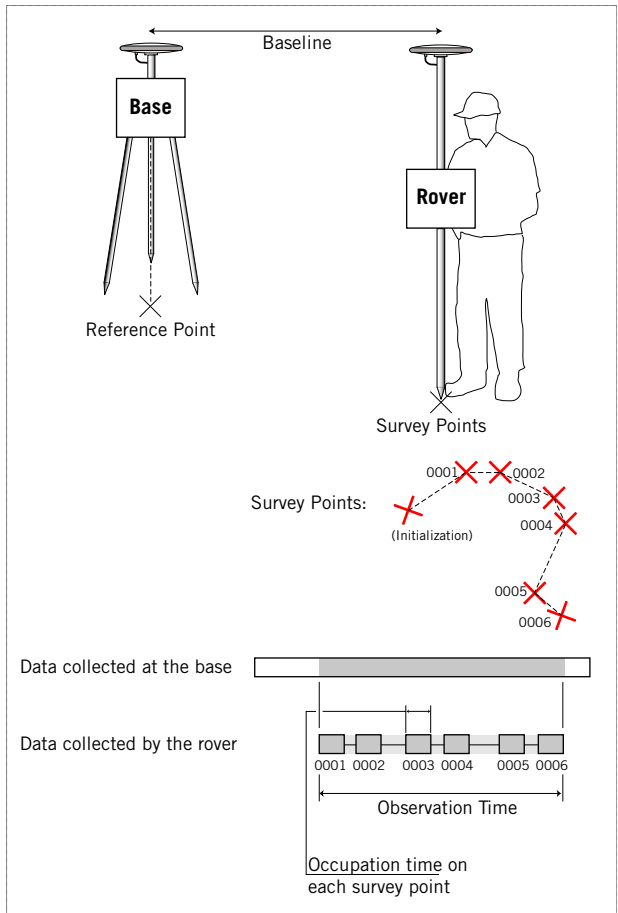 Baseline
Base
Rover
Reference Point
Survey Points
0001
0002
0003
0004
Survey Points:
(Initialization)
0005
0006
Data collected at the base
Data collected by the rover
0001 0002 0003 0004 0005 0006
Observation Time
Occupation time on
each survey point